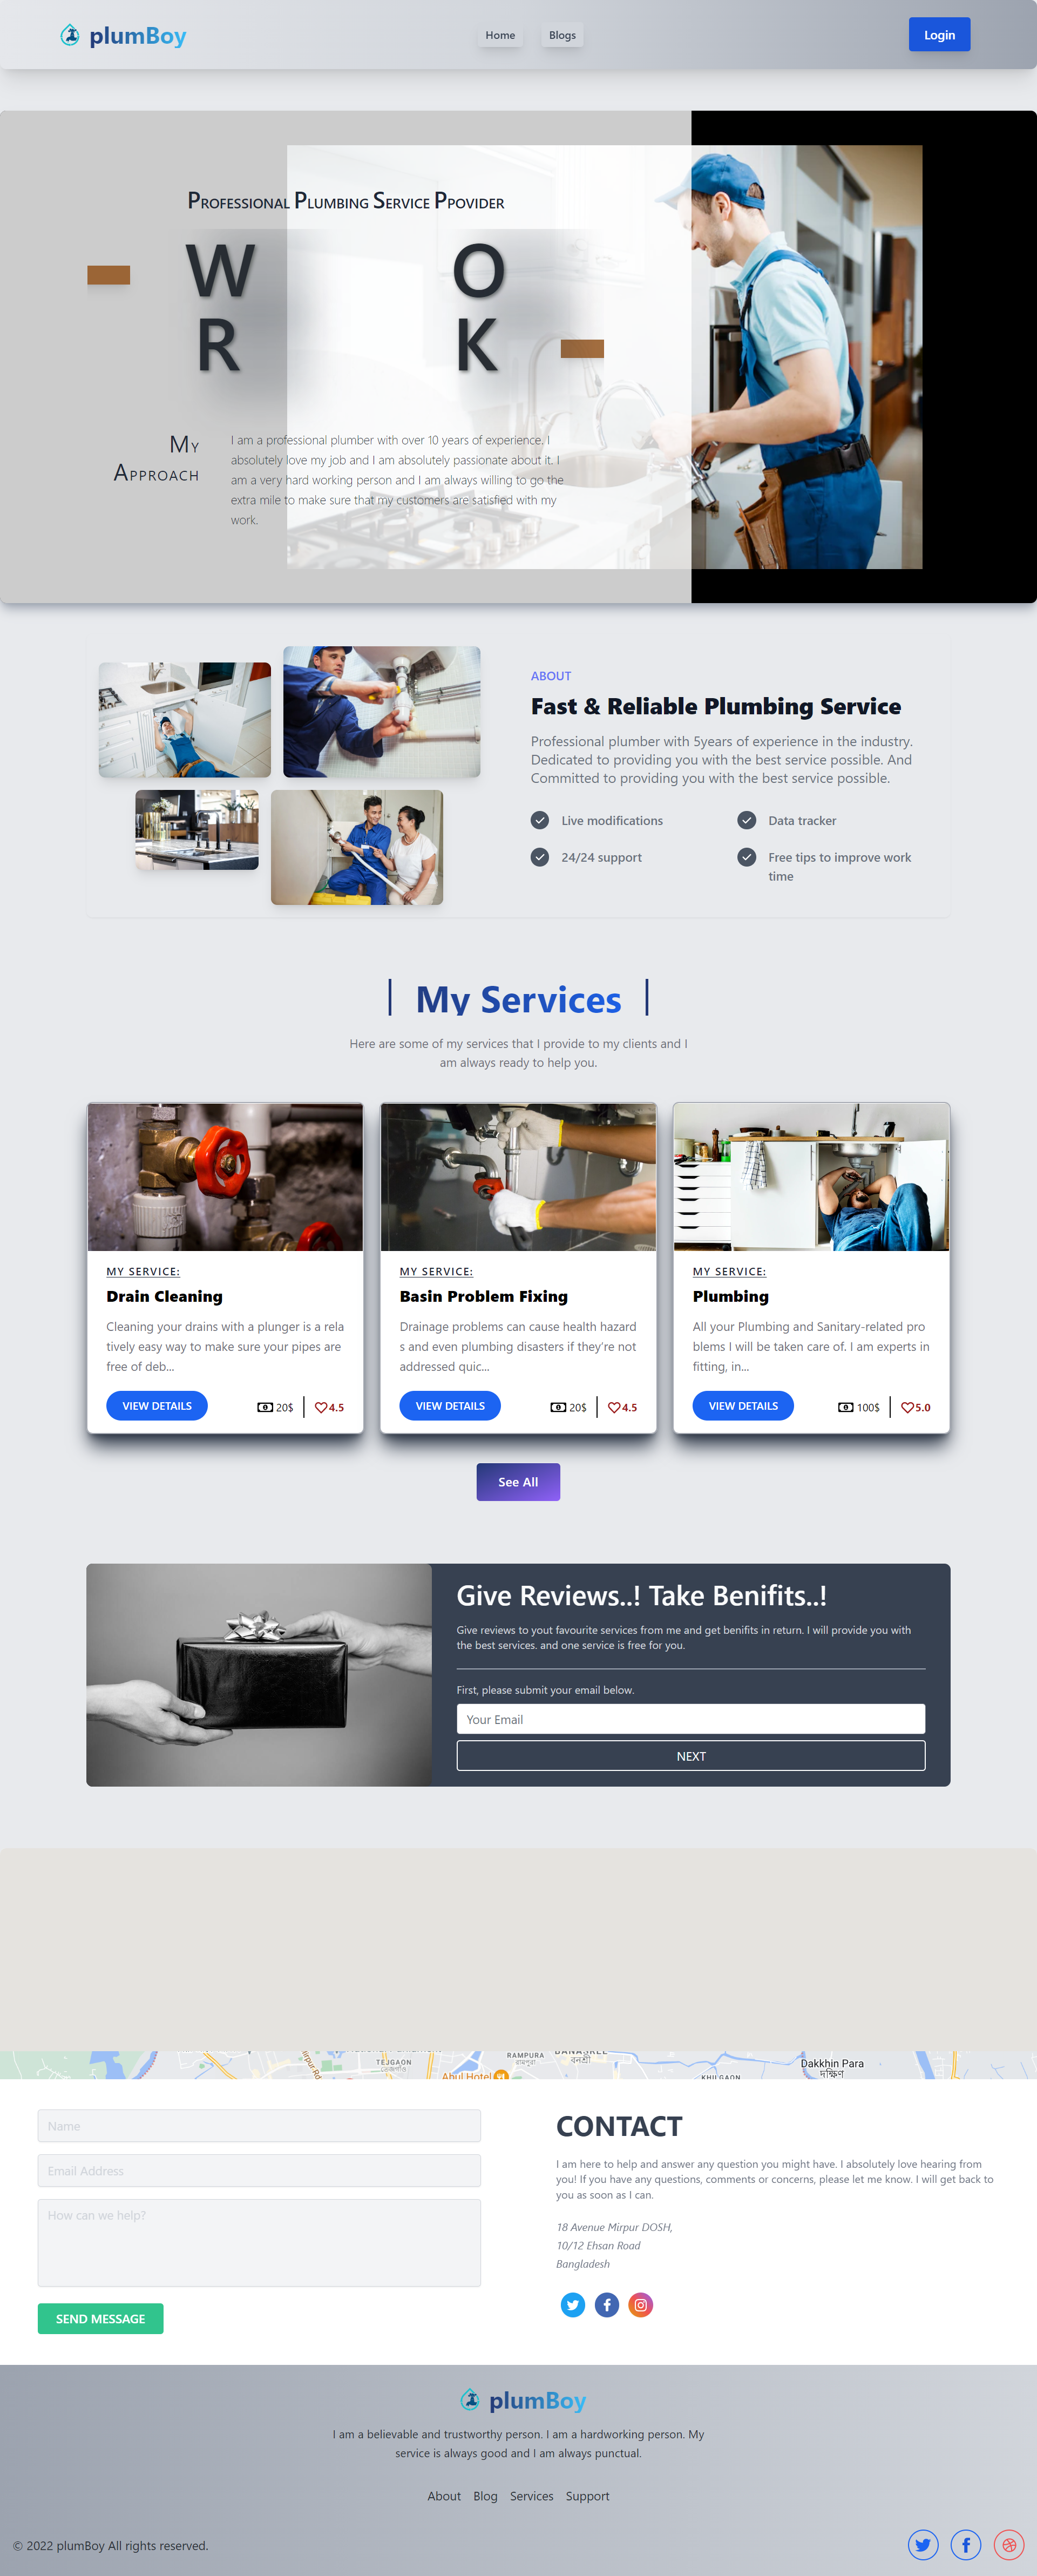 plumBoy
Home
Blogs
Login
Professional Plumbing Service Ppovider
W O
R K
My
Approach
I am a professional plumber with over 10 years of experience. I
absolutely love my job and I am absolutely passionate about it. I
am a very hard working person and I am always willing to go the
extra mile to make sure that my customers are satisfied with my
work.
ABOUT
Fast & Reliable Plumbing Service
Professional plumber with 5years of experience in the industry.
Dedicated to providing you with the best service possible. And
Committed to providing you with the best service possible.
Live modifications
Data tracker
24/24 support
Free tips to improve work
time
My Services
Here are some of my services that I provide to my clients and I
am always ready to help you.
MY SERVICE:
Drain Cleaning
Cleaning your drains with a plunger is a rela
tively easy way to make sure your pipes are
free of deb...
VIEW DETAILS
20$
4.5
MY SERVICE:
Basin Problem Fixing
Drainage problems can cause health hazard
s and even plumbing disasters if they're not
addressed quic...
VIEW DETAILS
20$
4.5
MY SERVICE:
Plumbing
All your Plumbing and Sanitary-related pro
blems I will be taken care of. I am experts in
fitting, in...
VIEW DETAILS
100$
5.0
See All
Give Reviews..! Take Benifits..!
Give reviews to yout favourite services from me and get benifits in return. I will provide you with
the best services. and one service is free for you.
First, please submit your email below.
Your Email
NEXT
TEJGAON
তেজগাঁও
RAMPURA
রামপুরা
BANASREE
বনশ্রী
Abul Hotel
KHILGAON
Dakkhin Para
দক্ষিণ
Name
Email Address
How can we help?
SEND MESSAGE
CONTACT
I am here to help and answer any question you might have. I absolutely love hearing from
you! If you have any questions, comments or concerns, please let me know. I will get back to
you as soon as I can.
18 Avenue Mirpur DOSH,
10/12 Ehsan Road
Bangladesh
plumBoy
I am a believable and trustworthy person. I am a hardworking person. My
service is always good and I am always punctual.
About
Blog
Services
Support
© 2022 plumBoy All rights reserved.